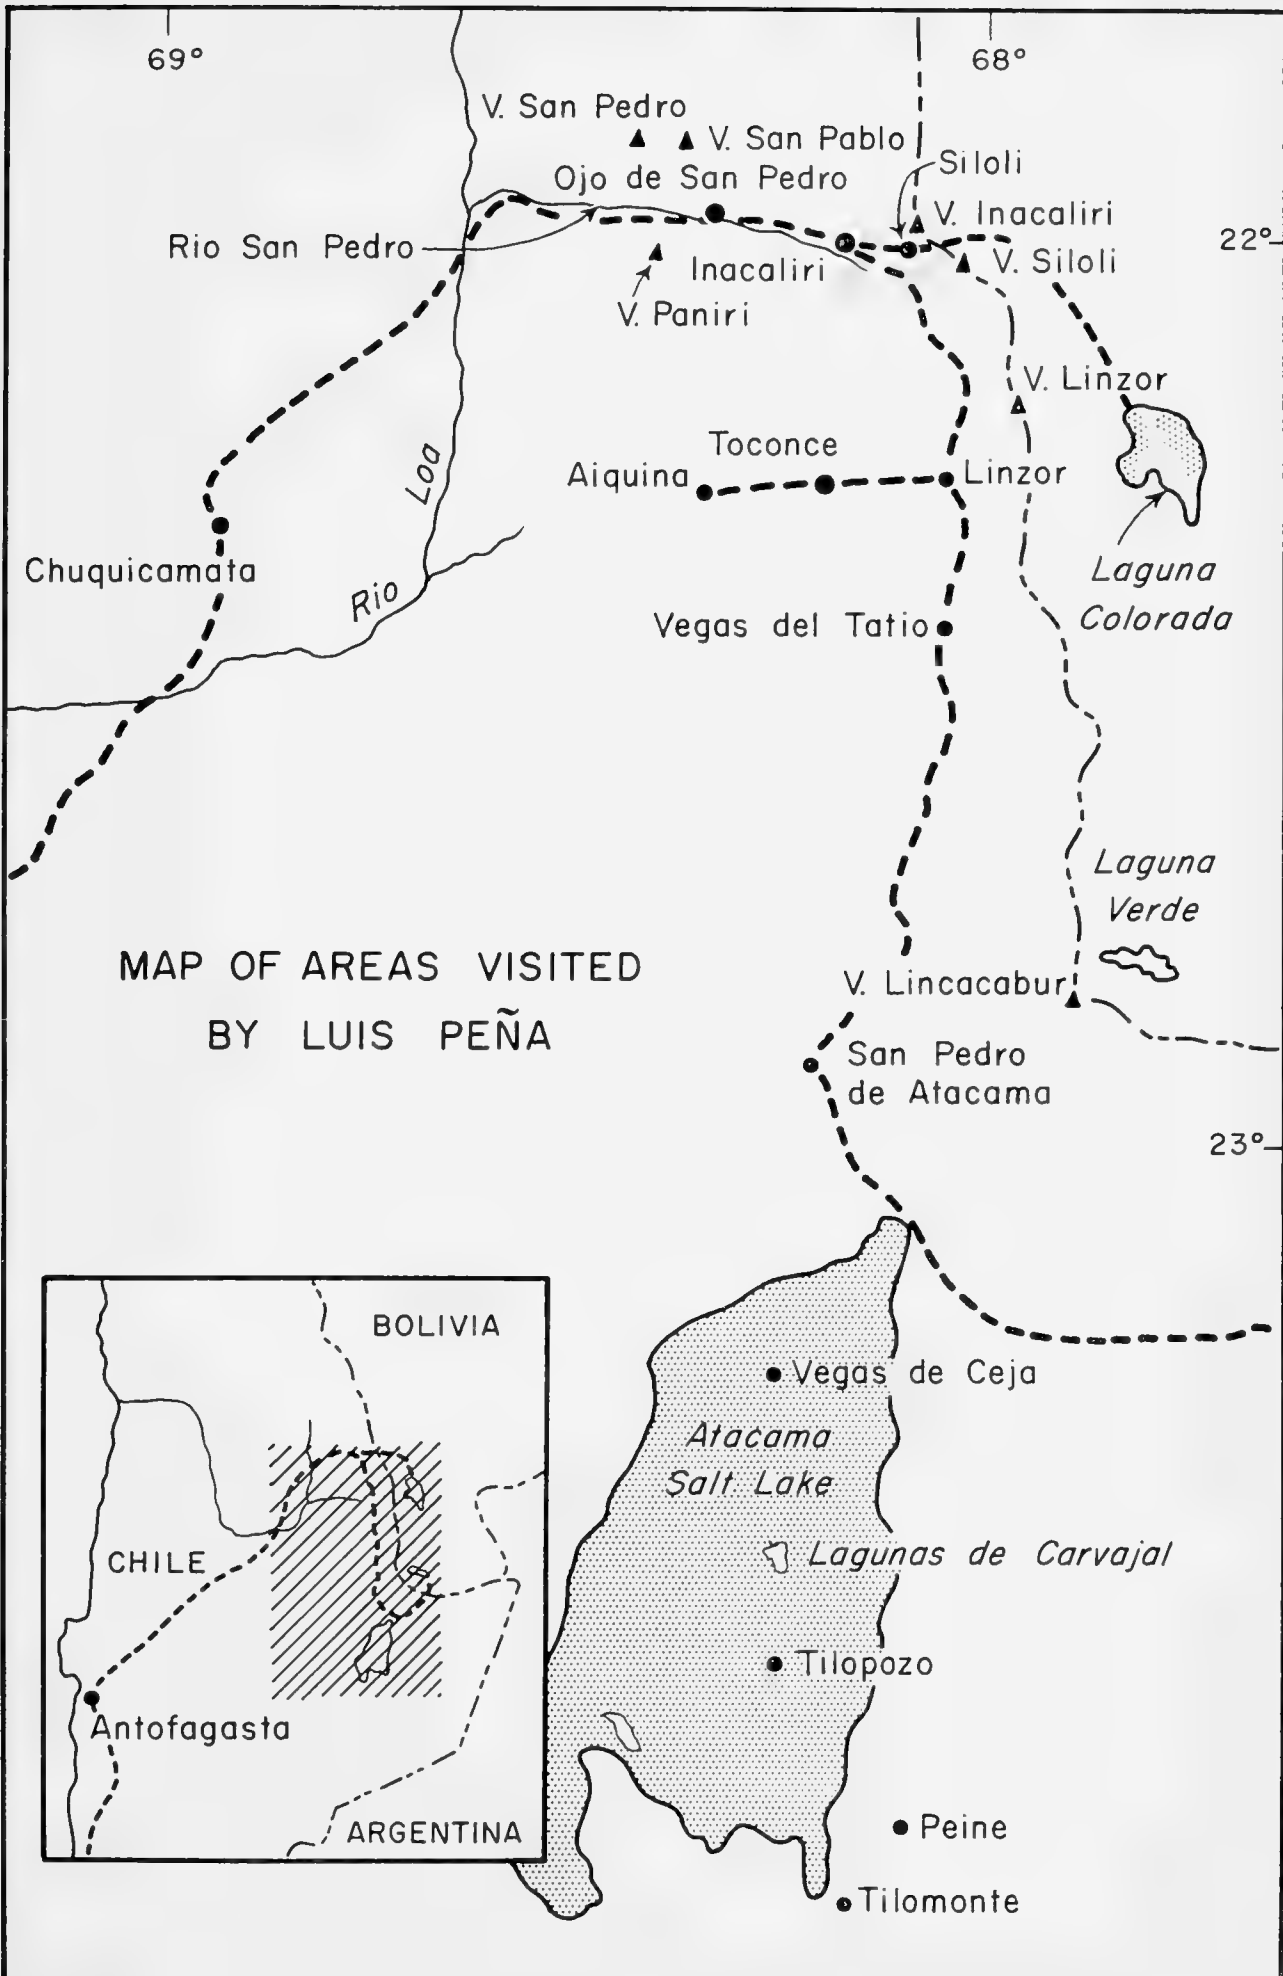 69°
68°
V. San Pedro
V. San Pablo
Siloli
Ojo de San Pedro
V. Inacaliri
Rio San Pedro
22°
Inacaliri
V. Siloli
V. Paniri
V. Linzor
Toconce
Loa
Aiquina
Linzor
Chuquicamata
Laguna
Colorada
Rio
Vegas del Tatio
Laguna
Verde
MAP OF AREAS VISITED
BY LUIS PEÑA
V. Lincacabur
San Pedro
de Atacama
23°
BOLIVIA
Vegas de Ceja
Atacama
Salt Lake
CHILE
Lagunas de Carvajal
Tilopozo
Antofagasta
Peine
ARGENTINA
Tilomonte